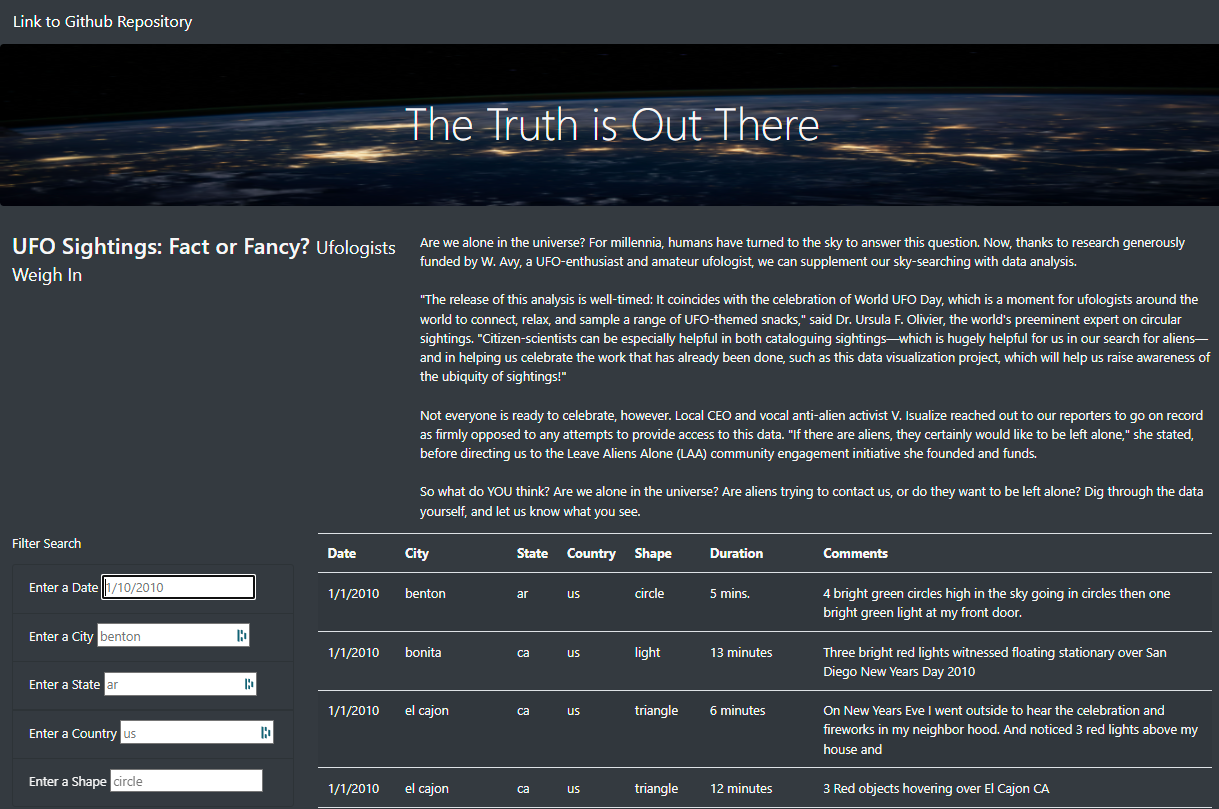 Link to Github Repository
The Truth is Out There
UFO Sightings: Fact or Fancy? Ufologists
Weigh In
Are we alone in the universe? For millennia, humans have turned to the sky to answer this question. Now, thanks to research generously
funded by W. Avy, a UFO-enthusiast and amateur ufologist, we can supplement our sky-searching with data analysis.
"The release of this analysis is well-timed: It coincides with the celebration of World UFO Day, which is a moment for ufologists around the
world to connect, relax, and sample a range of UFO-themed snacks," said Dr. Ursula F. Olivier, the world's preeminent expert on circular
sightings. "Citizen-scientists can be especially helpful in both cataloguing sightings—which is hugely helpful for us in our search for aliens—
and in helping us celebrate the work that has already been done, such as this data visualization project, which will help us raise awareness of
the ubiquity of sightings!"
Not everyone is ready to celebrate, however. Local CEO and vocal anti-alien activist V. Isualize reached out to our reporters to go on record
as firmly opposed to any attempts to provide access to this data. "If there are aliens, they certainly would like to be left alone," she stated,
before directing us to the Leave Aliens Alone (LAA) community engagement initiative she founded and funds.
So what do YOU think? Are we alone in the universe? Are aliens trying to contact us, or do they want to be left alone? Dig through the data
yourself, and let us know what you see.
Filter Search
Enter a Date 1/10/2010
Enter a City benton
Enter a State ar
Enter a Country us
Enter a Shape circle
Date City State Country Shape Duration Comments
1/1/2010 benton ar us circle 5 mins. 4 bright green circles high in the sky going in circles then one
bright green light at my front door.
1/1/2010 bonita ca us light 13 minutes Three bright red lights witnessed floating stationary over San
Diego New Years Day 2010
1/1/2010 el cajon ca us triangle 6 minutes On New Years Eve I went outside to hear the celebration and
fireworks in my neighbor hood. And noticed 3 red lights above my
house and
1/1/2010 el cajon ca us triangle 12 minutes 3 Red objects hovering over El Cajon CA